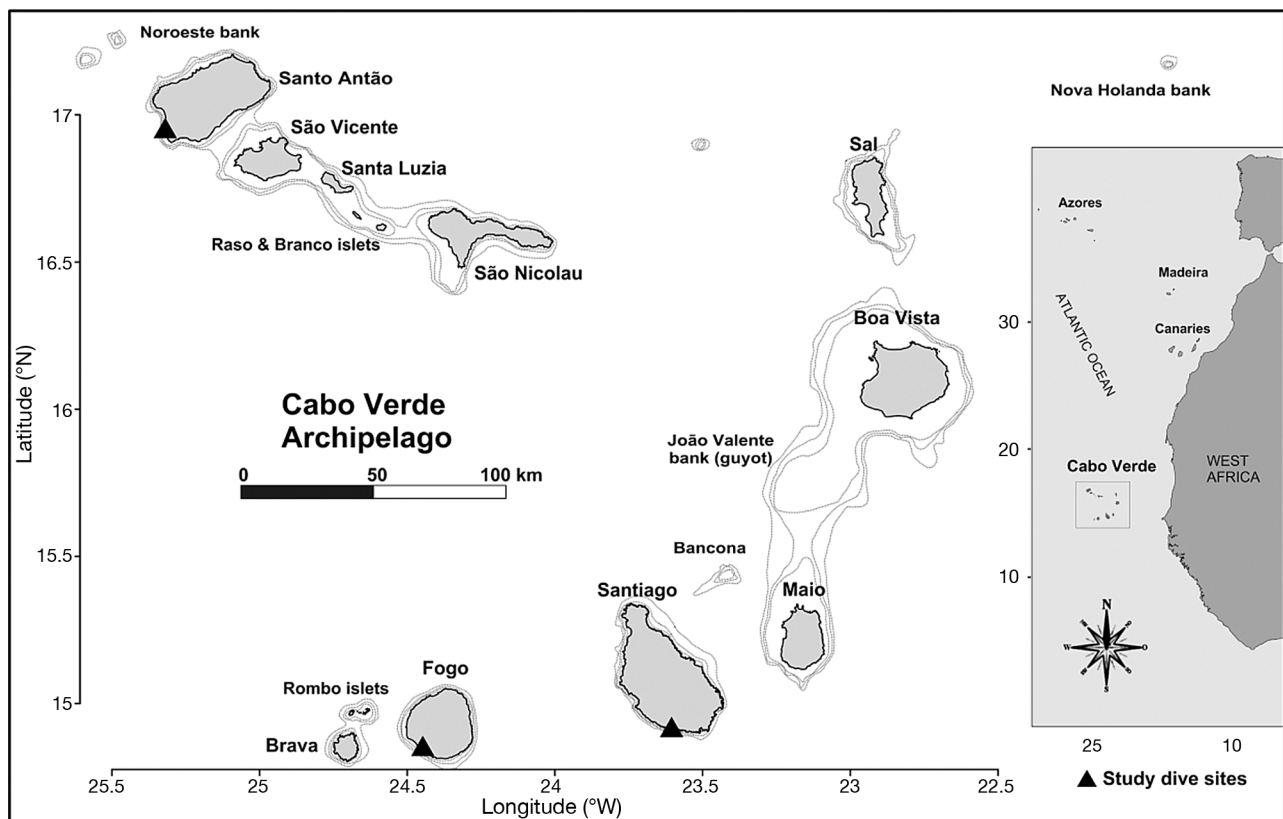 Noroeste bank
Santo Antão
Nova Holanda bank
17
São Vicente
Sal
Santa Luzia
Raso & Branco islets
16.5
São Nicolau
Boa Vista
Latitude (°N)
16
Cabo Verde
Archipelago
João Valente
bank (guyot)
0 50 100 km
15.5
Bancona
Santiago
Maio
Fogo
Rombo islets
15
Brava
25.5 25 24.5 24 23.5 23 22.5
Longitude (°W)
Azores
Madeira
ATLANTIC OCEAN
30
Canaries
20
Cabo Verde
WEST
AFRICA
10
N
W O
S
25 10
Study dive sites